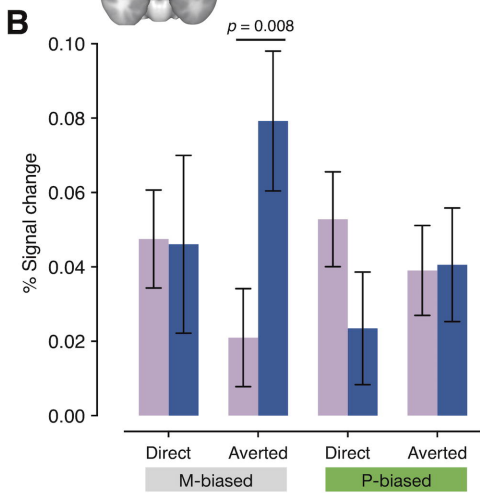 B
p = 0.008
% Signal change
0.10
0.08
0.06
0.04
0.02
0.00
Direct Averted Direct Averted
M-biased P-biased